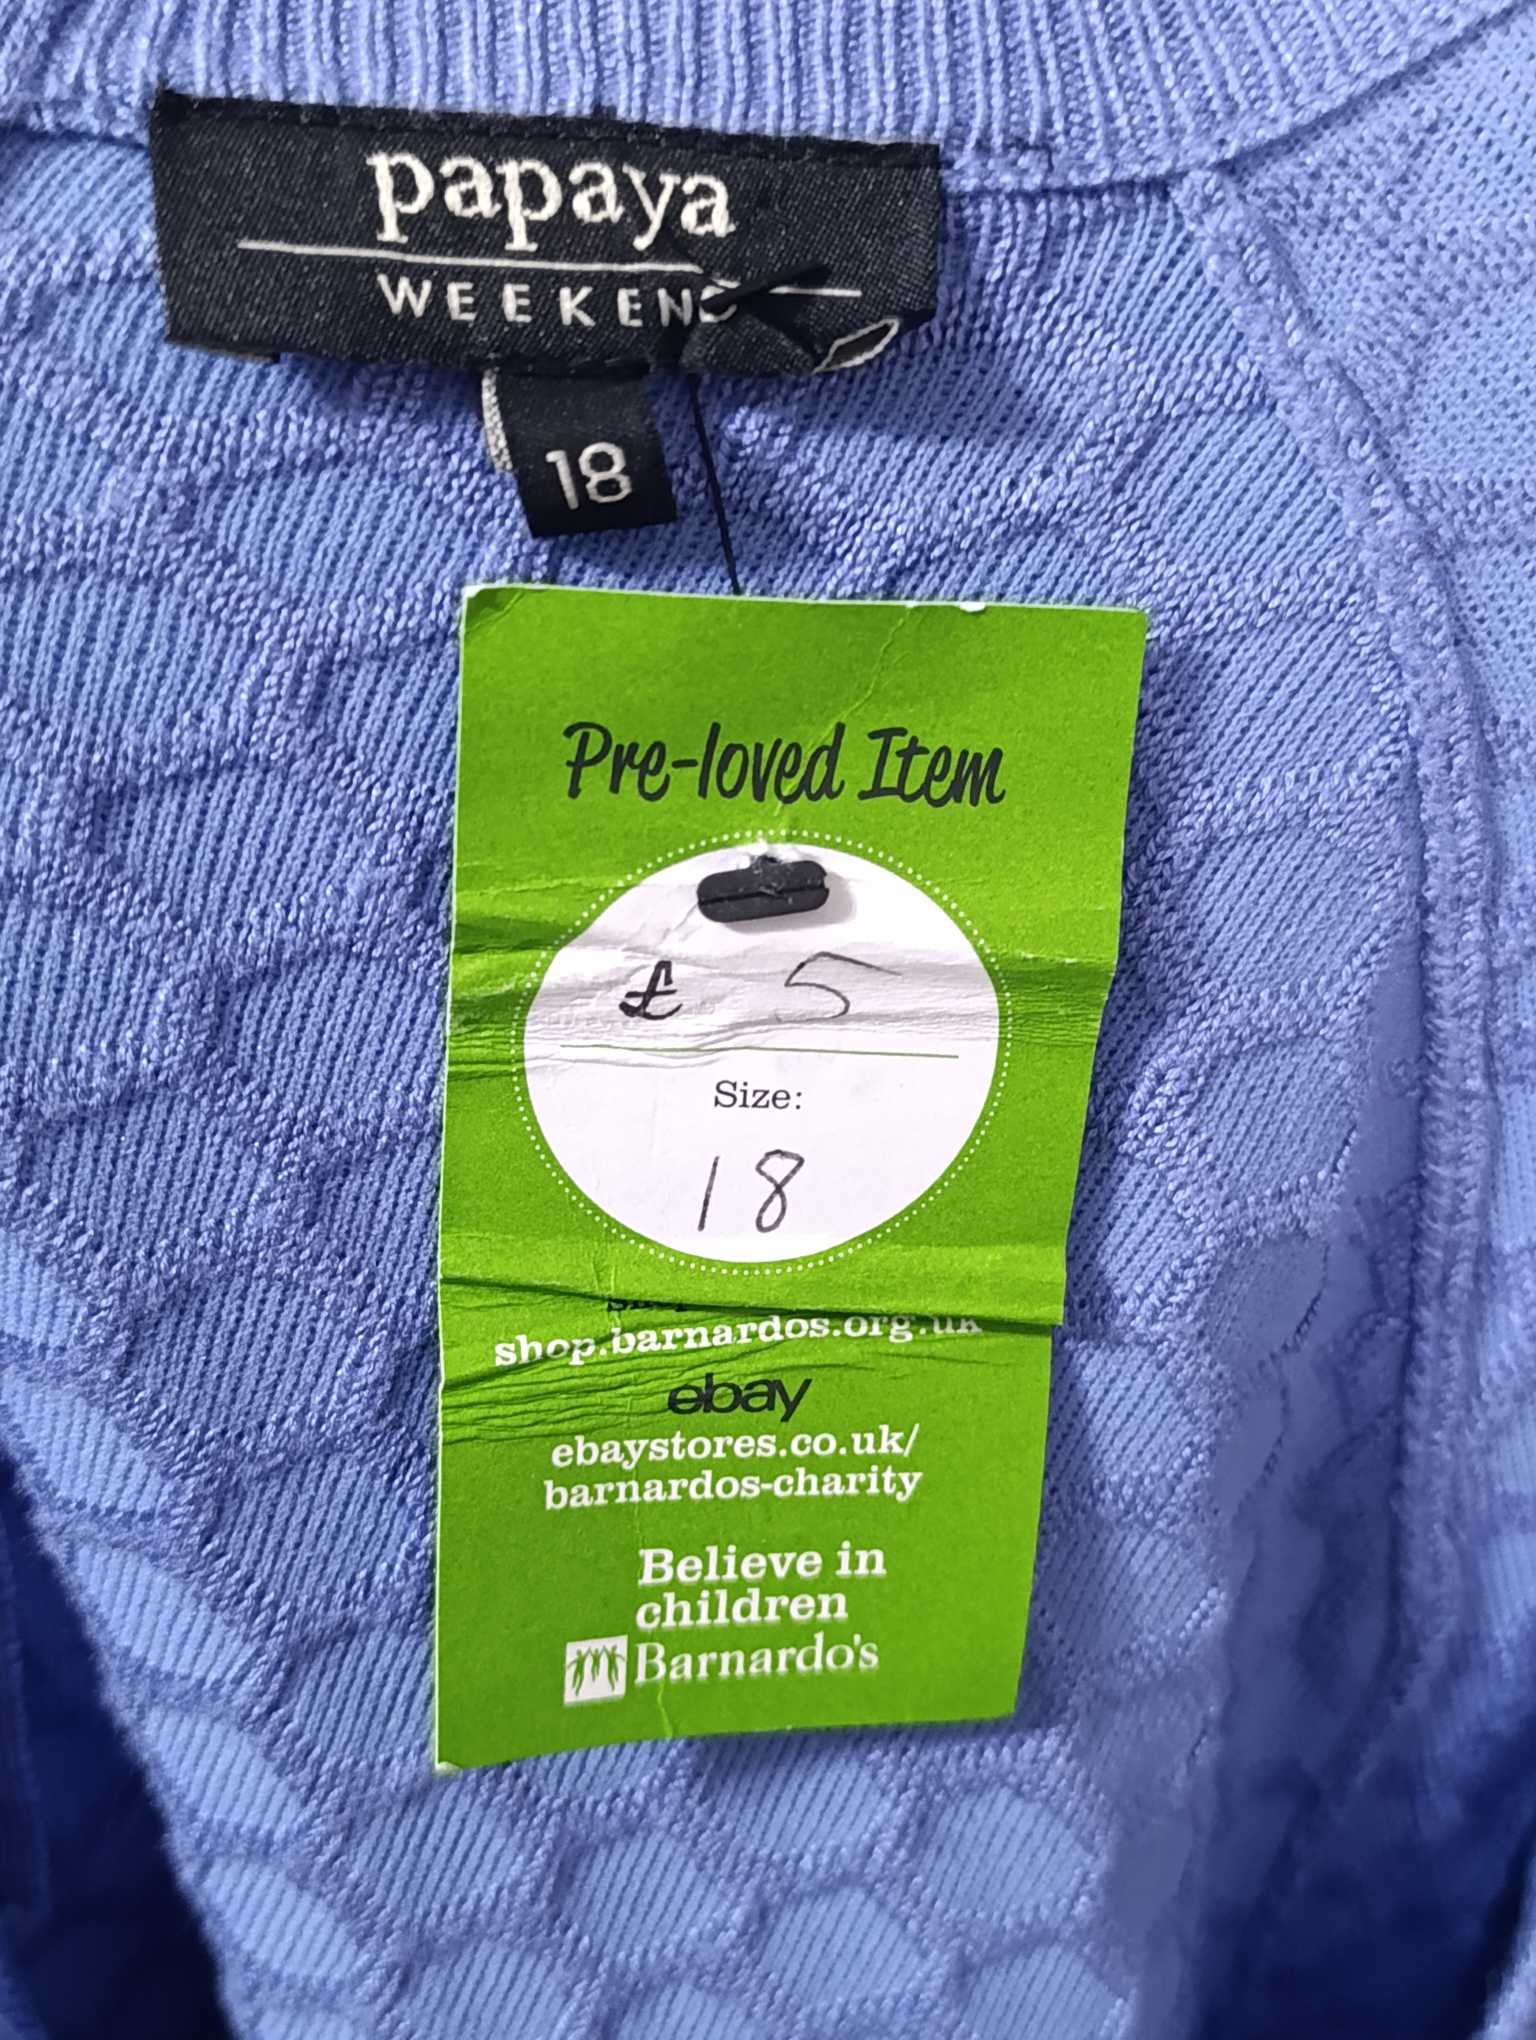 papaya
WEEKEND
18
Pre-loved Item
£ 5
Size:
18
shop.barnardos.org.uk
ebay
ebaystores.co.uk/
barnardos-charity
Believe in
children
Barnardo's